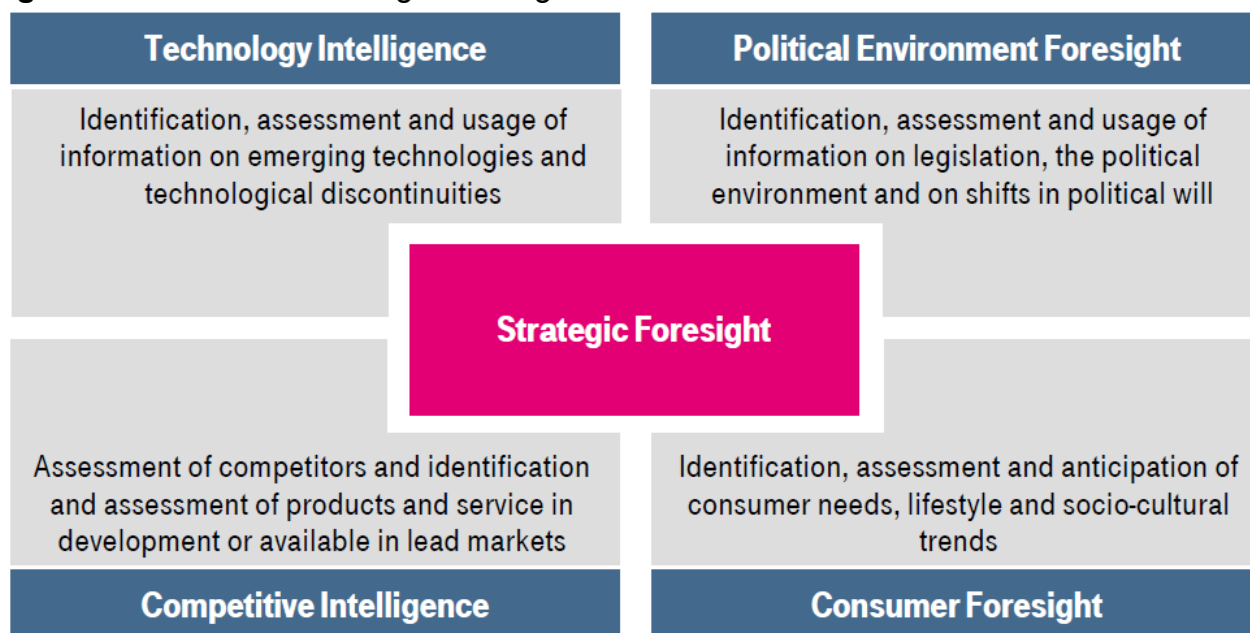 Technology Intelligence
Identification, assessment and usage of
information on emerging technologies and
technological discontinuities
Political Environment Foresight
Identification, assessment and usage of
information on legislation, the political
environment and on shifts in political will
Strategic Foresight
Assessment of competitors and identification
and assessment of products and service in
development or available in lead markets
Competitive Intelligence
Identification, assessment and anticipation of
consumer needs, lifestyle and socio-cultural
trends
Consumer Foresight